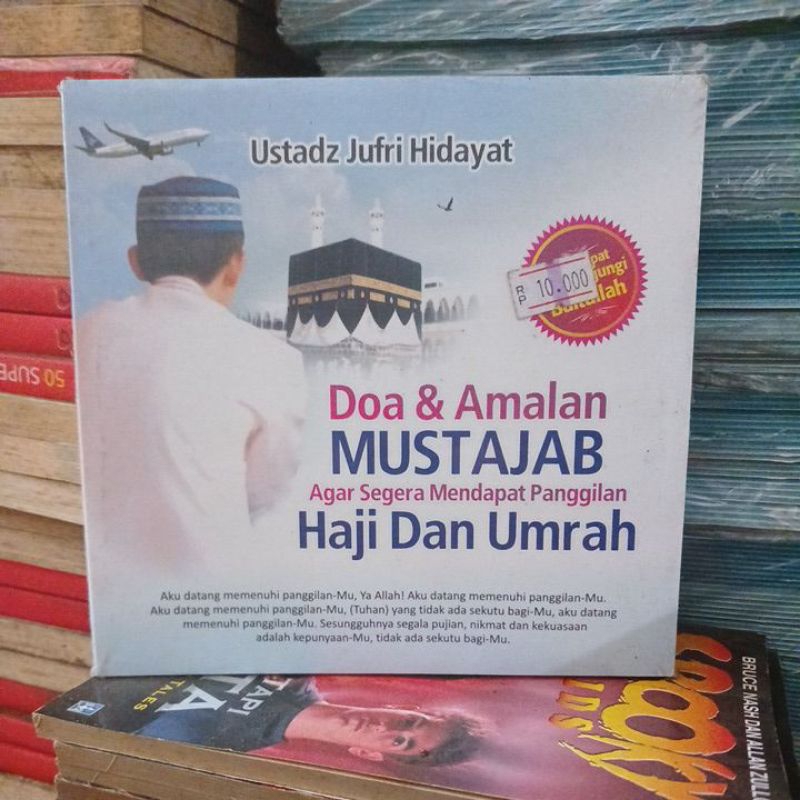 Ustadz Jufri Hidayat
RP 10.000
Doa & Amalan
MUSTAJAB
Agar Segera Mendapat Panggilan
Haji Dan Umrah
Aku datang memenuhi panggilan-Mu, Ya Allah! Aku datang memenuhi panggilan-Mu.
Aku datang memenuhi panggilan-Mu, (Tuhan) yang tidak ada sekutu bagi-Mu, aku datang
memenuhi panggilan-Mu. Sesungguhnya segala pujian, nikmat dan kekuasaan
adalah kepunyaan-Mu, tidak ada sekutu bagi-Mu.
50 SUPE
TAPI
TA
TALES
BRUCE NASH DAN ALLAN ZULL